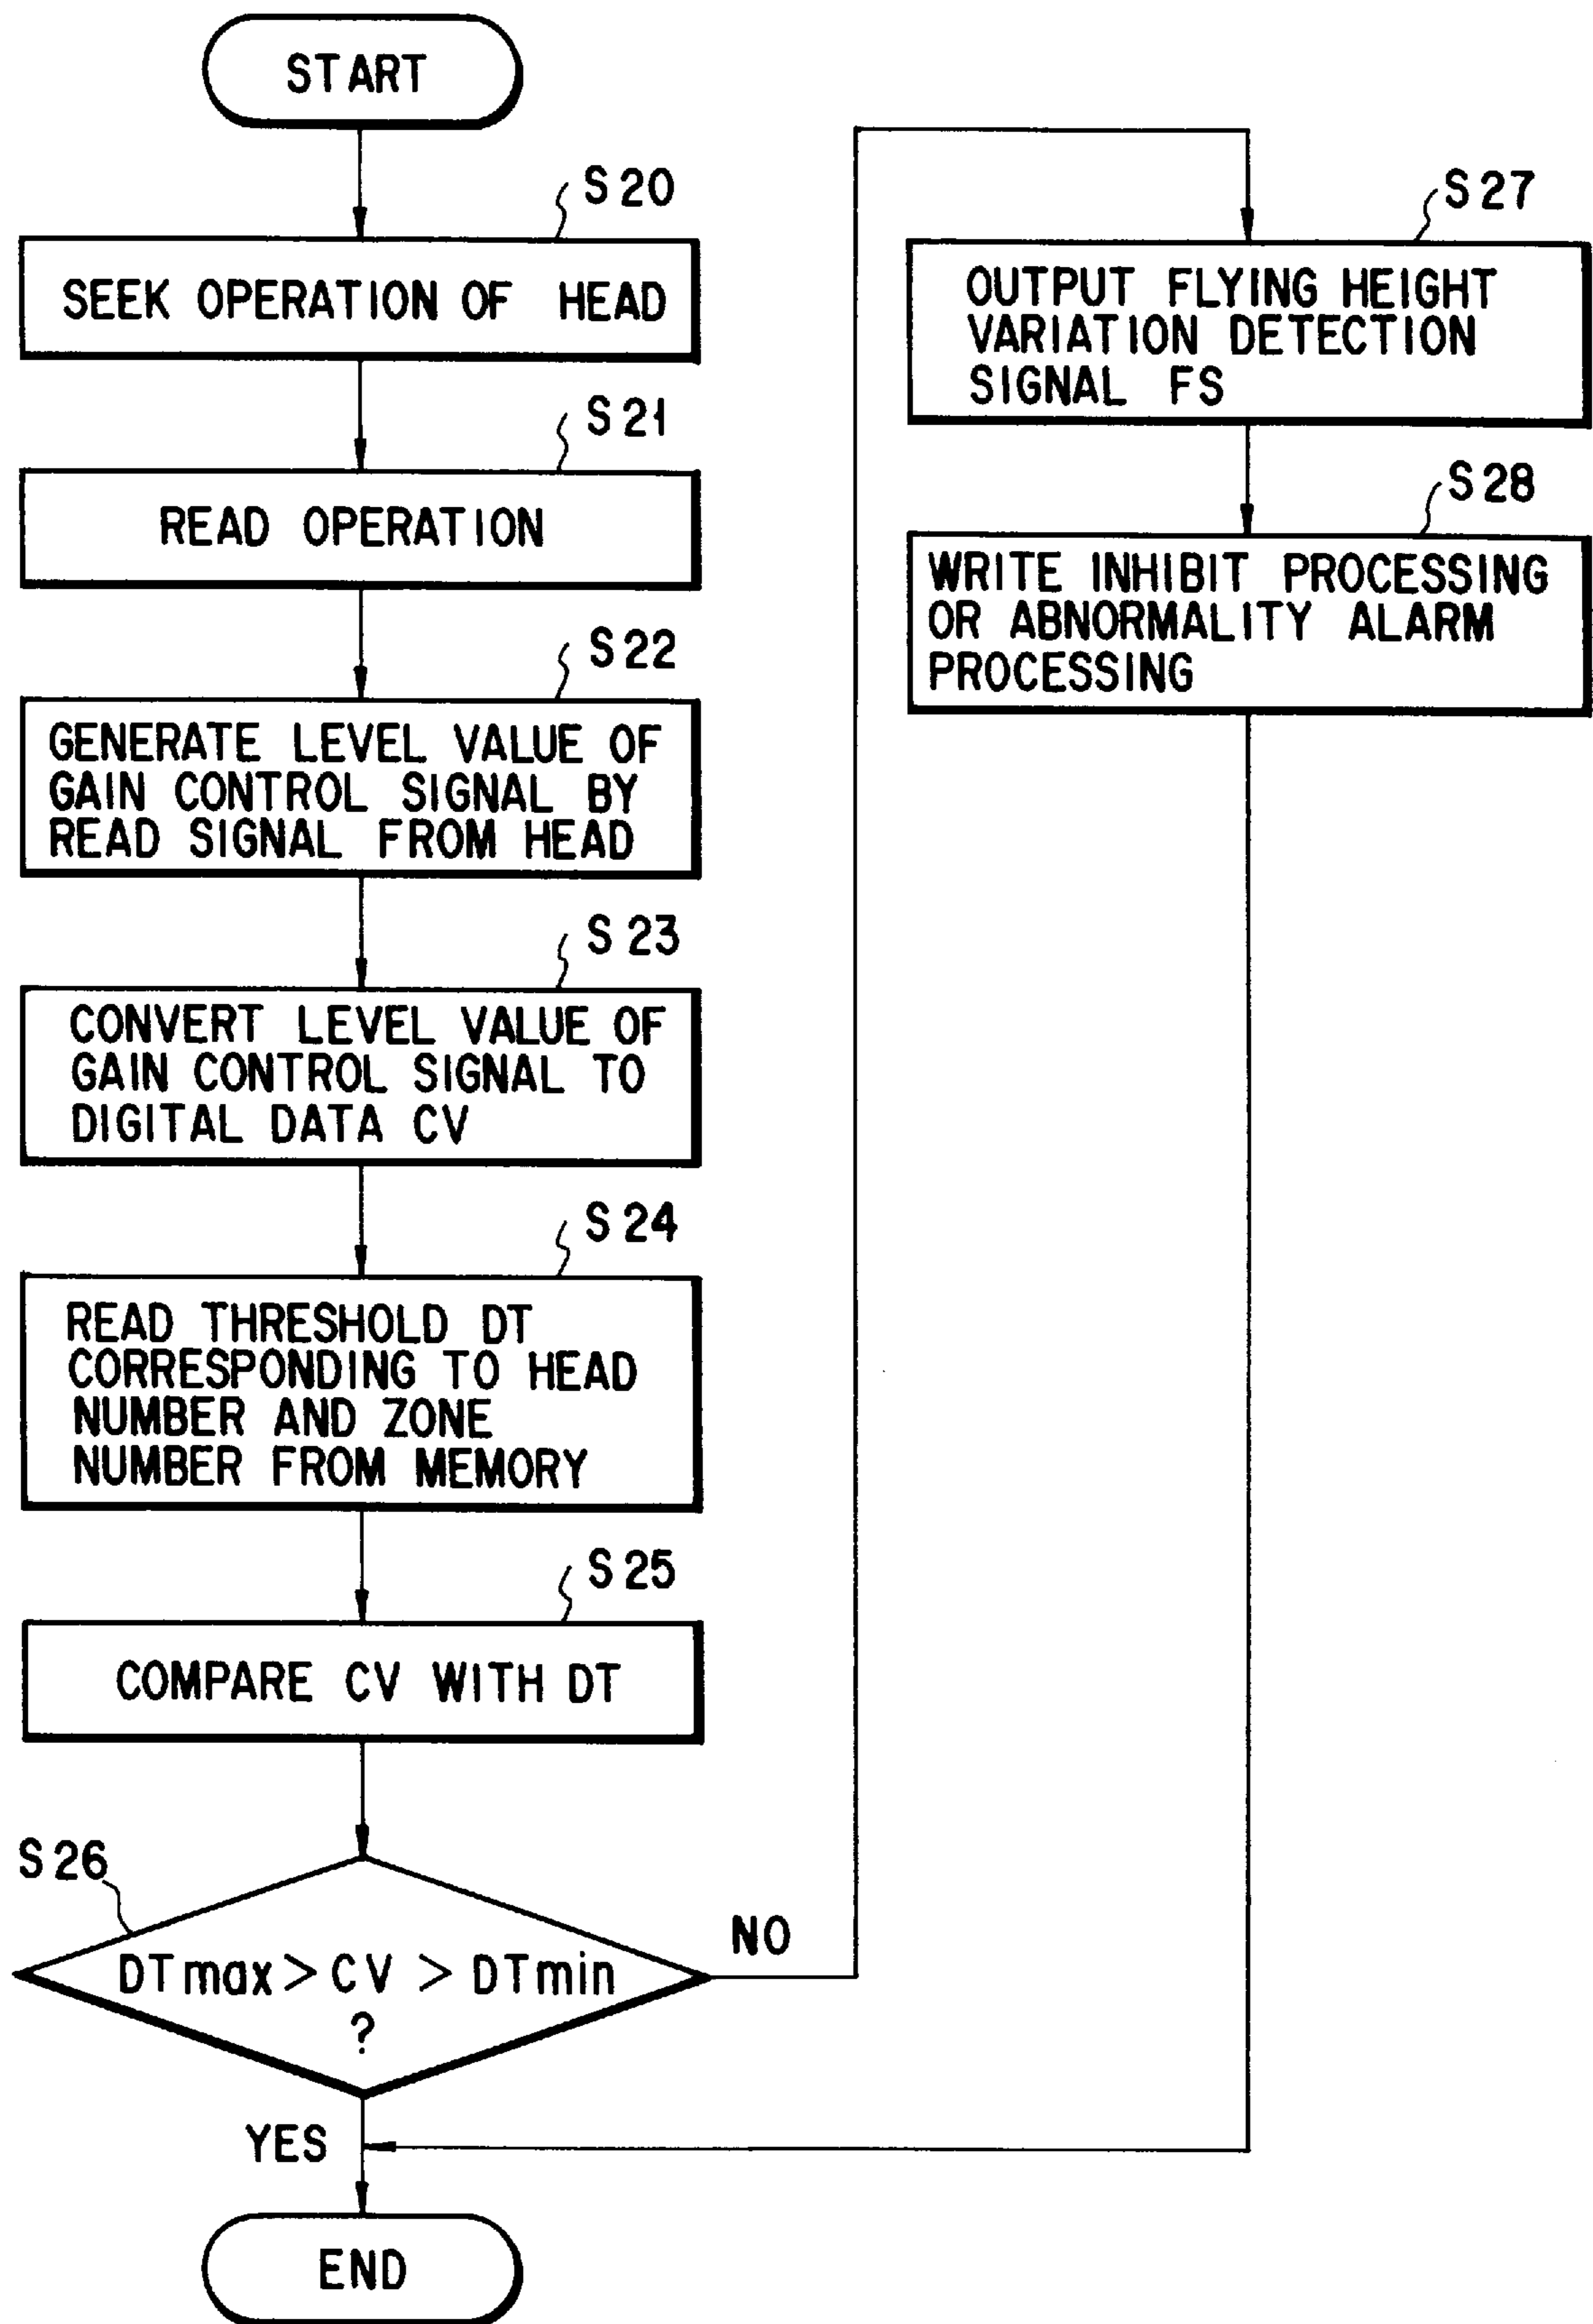 START
S20
SEEK OPERATION OF HEAD
S21
READ OPERATION
S22
GENERATE LEVEL VALUE OF
GAIN CONTROL SIGNAL BY
READ SIGNAL FROM HEAD
S23
CONVERT LEVEL VALUE OF
GAIN CONTROL SIGNAL TO
DIGITAL DATA CV
S24
READ THRESHOLD DT
CORRESPONDING TO HEAD
NUMBER AND ZONE
NUMBER FROM MEMORY
S25
COMPARE CV WITH DT
S26
DTmax > CV > DTmin
?
NO
YES
END
S27
OUTPUT FLYING HEIGHT
VARIATION DETECTION
SIGNAL FS
S28
WRITE INHIBIT PROCESSING
OR ABNORMALITY ALARM
PROCESSING